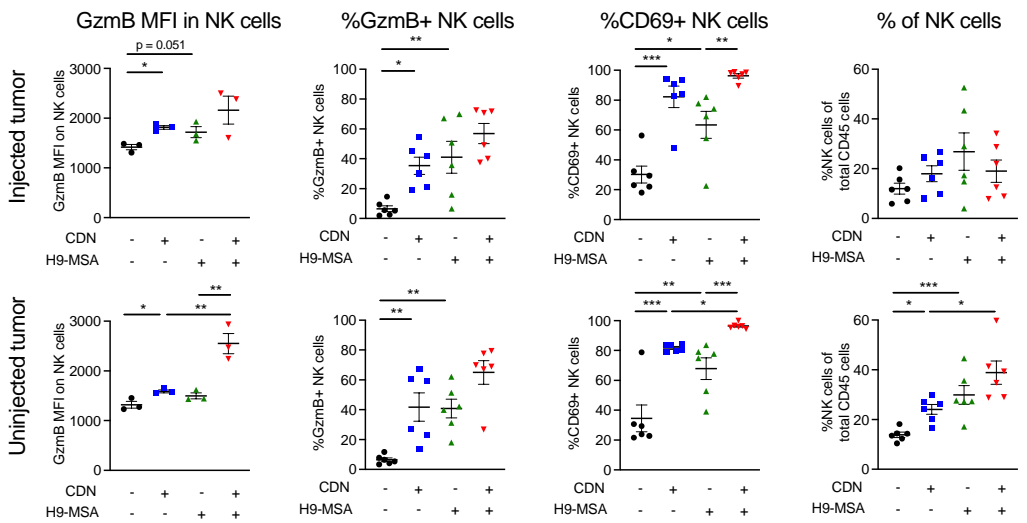 GzmB MFI in NK cells
%GzmB+ NK cells
%CD69+ NK cells
% of NK cells
Injected tumor
GzmB MFI on NK cells
3000
2000
1000
0
p = 0.051
*
CDN - + - +
H9-MSA - - + +
%GzmB+ NK cells
100
80
60
40
20
0
**
*
CDN - + - +
H9-MSA - - + +
%CD69+ NK cells
100
80
60
40
20
0
*
**
***
CDN - + - +
H9-MSA - - + +
%NK cells of
total CD45 cells
80
60
40
20
0
CDN - + - +
H9-MSA - - + +
Uninjected tumor
GzmB MFI on NK cells
3000
2000
1000
0
**
*
**
CDN - + - +
H9-MSA - - + +
%GzmB+ NK cells
100
80
60
40
20
0
**
**
CDN - + - +
H9-MSA - - + +
%CD69+ NK cells
100
80
60
40
20
0
**
***
***
*
CDN - + - +
H9-MSA - - + +
%NK cells of
total CD45 cells
60
40
20
0
***
*
*
CDN - + - +
H9-MSA - - + +